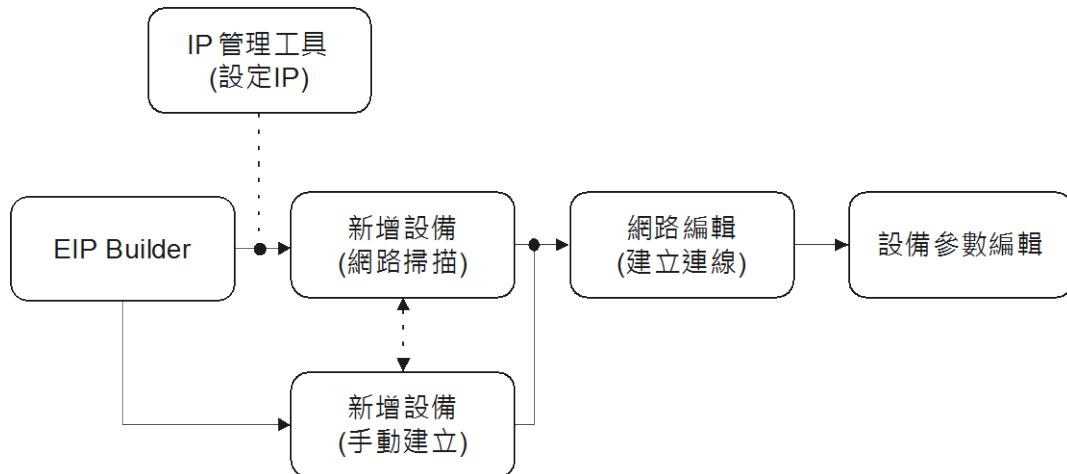 IP 管理工具
(設定IP)
EIP Builder
新增設備
(網路掃描)
網路編輯
(建立連線)
設備參數編輯
新增設備
(手動建立)